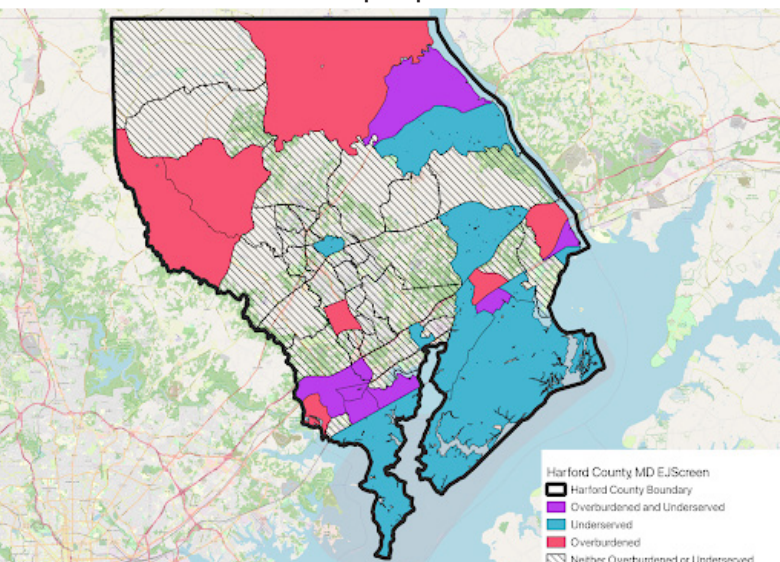 Harford County, MD EJScreen
Harford County Boundary
Overburdened and Underserved
Underserved
Overburdened
Neither Overburdened or Underserved